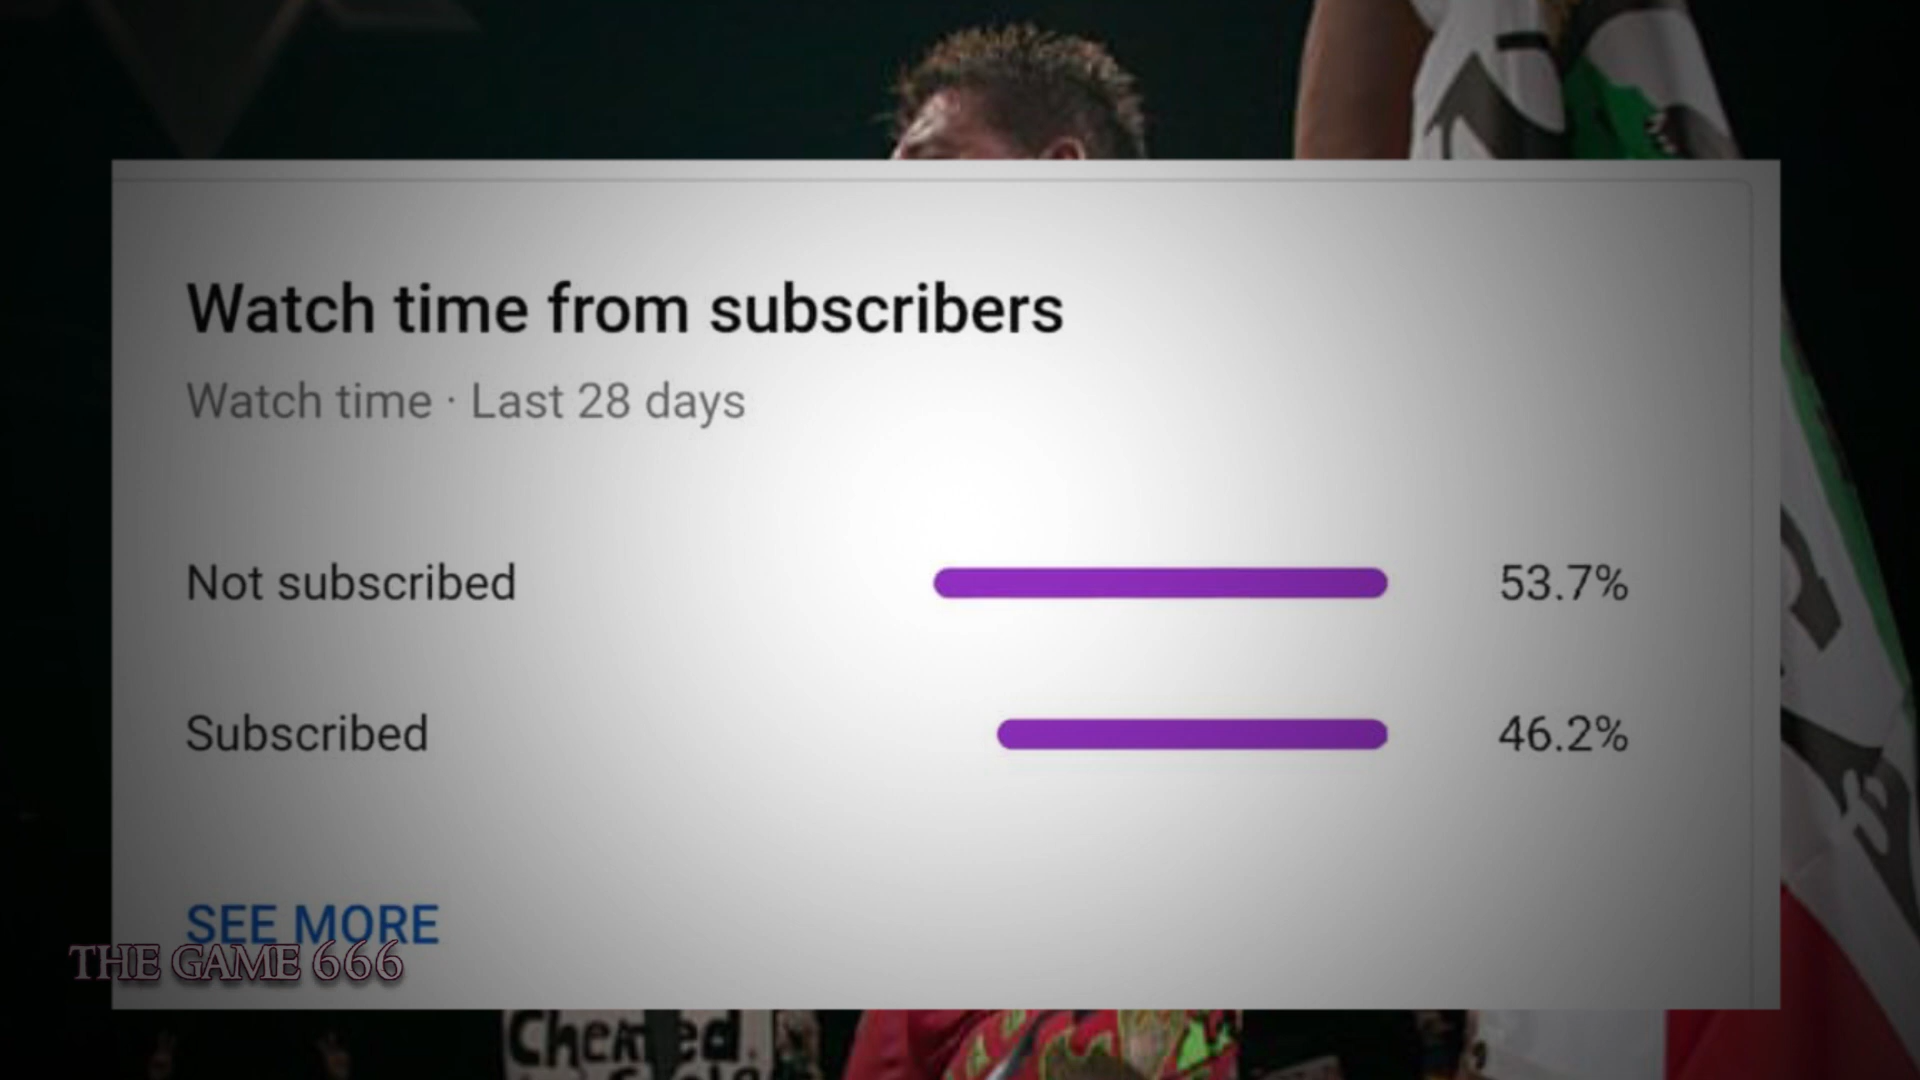 Watch time from subscribers
Watch time · Last 28 days
Not subscribed 53.7%
Subscribed 46.2%
SEE MORE
THE GAME 666